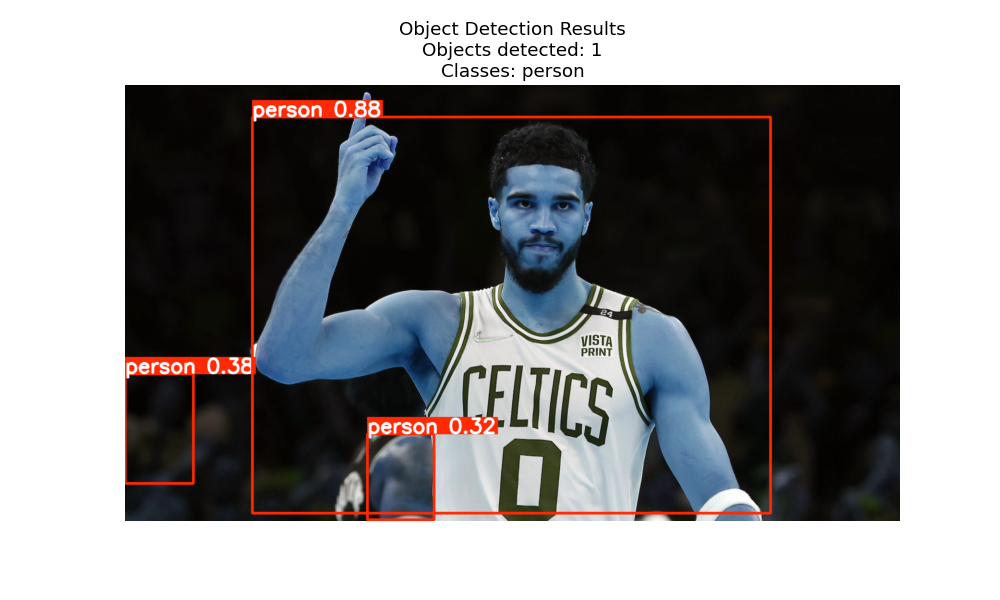 Object Detection Results
Objects detected: 1
Classes: person
person 0.88
24
VISTA
PRINT
person 0.38
CELTICS
person 0.32
0